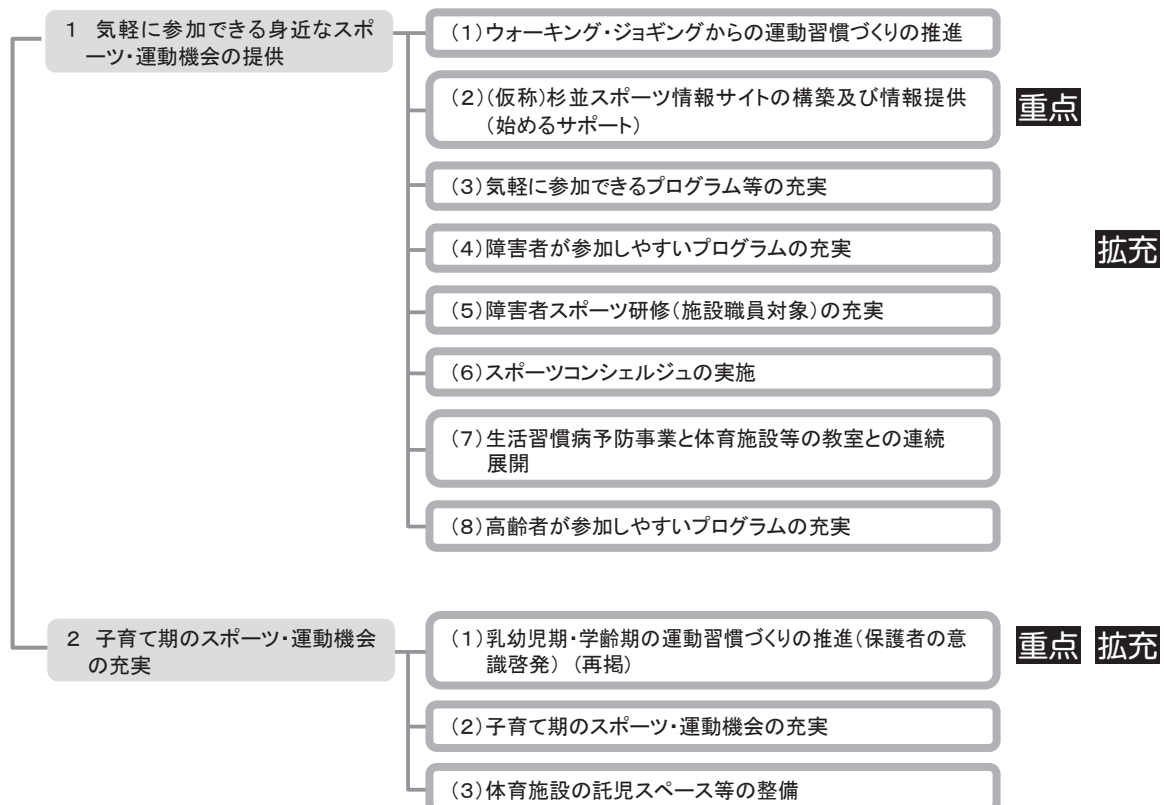 1 気軽に参加できる身近なスポ
ーツ・運動機会の提供
(1)ウォーキング・ジョギングからの運動習慣づくりの推進
(2)(仮称)杉並スポーツ情報サイトの構築及び情報提供
(始めるサポート)
重点
(3)気軽に参加できるプログラム等の充実
(4)障害者が参加しやすいプログラムの充実
拡充
(5)障害者スポーツ研修(施設職員対象)の充実
(6)スポーツコンシェルジュの実施
(7)生活習慣病予防事業と体育施設等の教室との連続
展開
(8)高齢者が参加しやすいプログラムの充実
2 子育て期のスポーツ・運動機会
の充実
(1)乳幼児期・学齢期の運動習慣づくりの推進(保護者の意
識啓発) (再掲)
重点 拡充
(2)子育て期のスポーツ・運動機会の充実
(3)体育施設の託児スペース等の整備